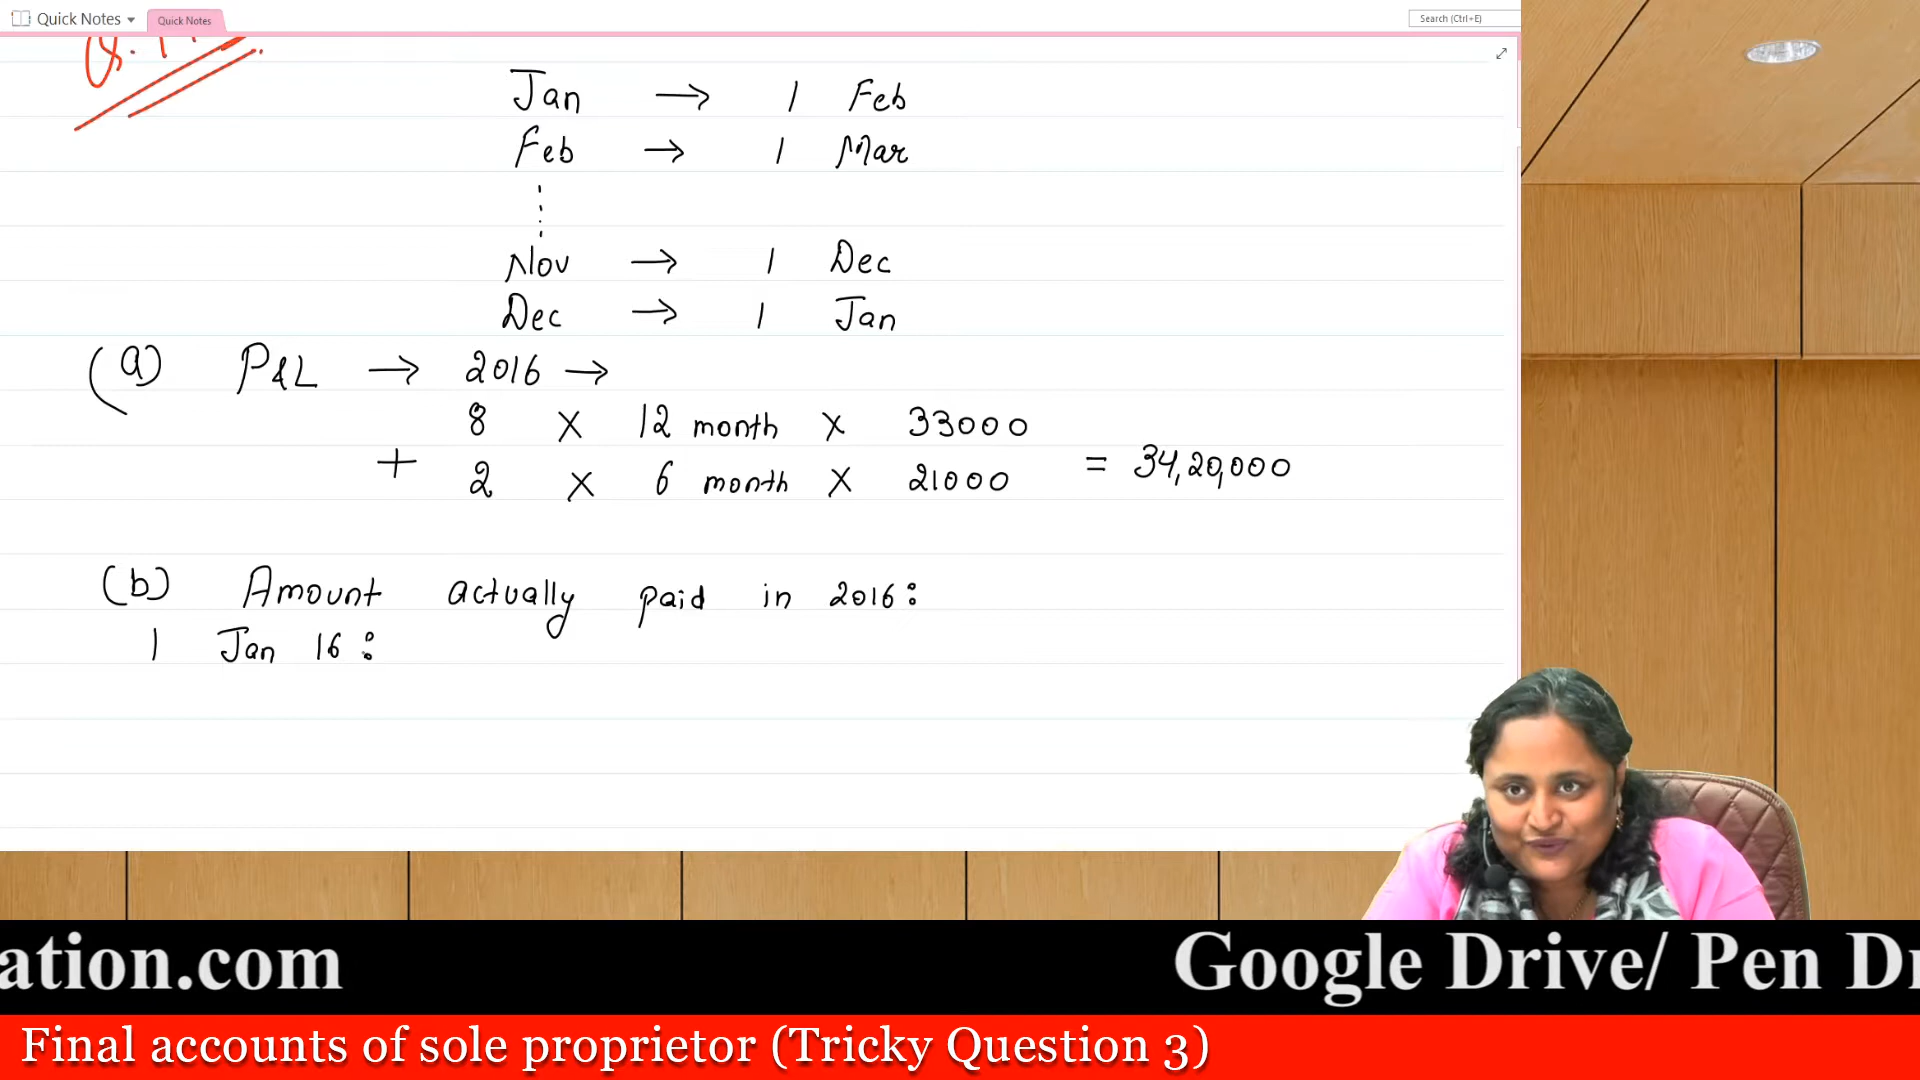 Quick Notes
Quick Notes
Search (Ctrl+E)
Jan → 1 Feb
Feb → 1 Mar
Nov → 1 Dec
Dec → 1 Jan
(a) P&L → 2016 →
8 X 12 month X 33000
+ 2 X 6 month X 21000 = 34,20,000
(b) Amount actually paid in 2016:
1 Jan 16:
ation.com Google Drive/ Pen Dr
Final accounts of sole proprietor (Tricky Question 3)